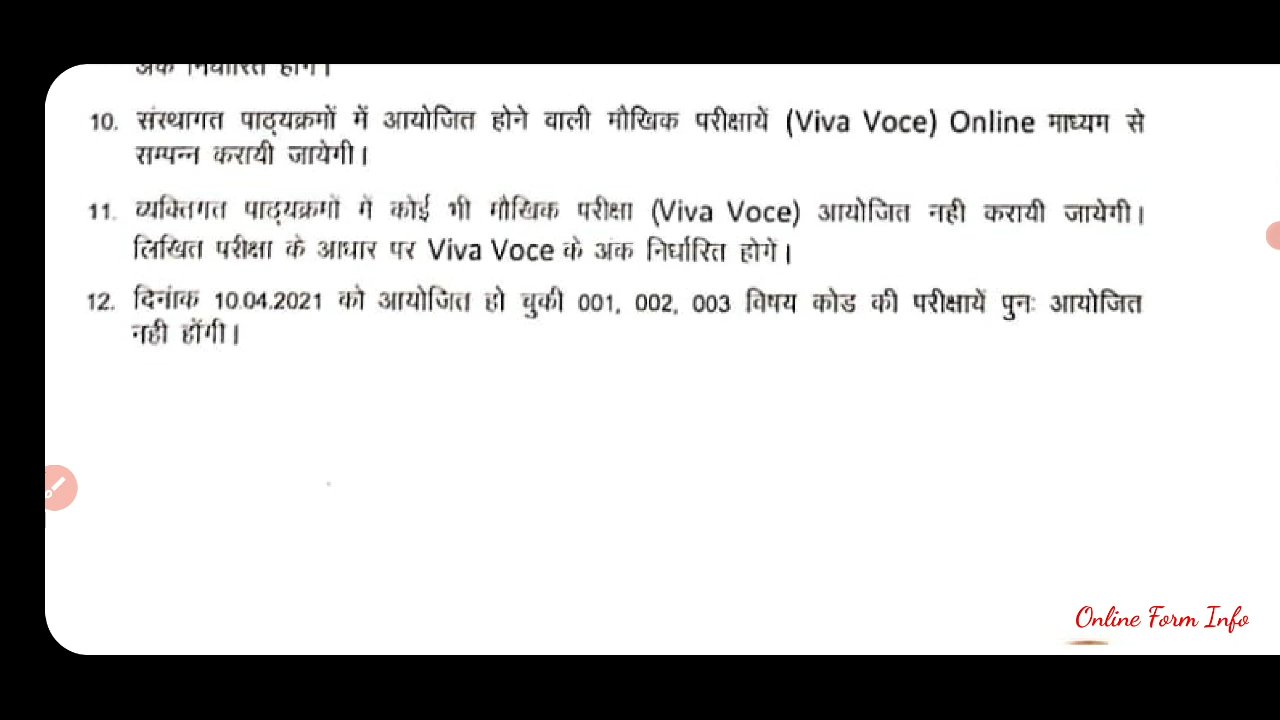 अंक निर्धारित होंगे।
10. संस्थागत पाठ्यक्रमों में आयोजित होने वाली मौखिक परीक्षायें (Viva Voce) Online माध्यम से
सम्पन्न करायी जायेगी।
11. व्यक्तिगत पाठ्यक्रमों में कोई भी मौखिक परीक्षा (Viva Voce) आयोजित नही करायी जायेगी।
लिखित परीक्षा के आधार पर Viva Voce के अंक निर्धारित होगें।
12. दिनांक 10.04.2021 को आयोजित हो चुकी 001, 002, 003 विषय कोड की परीक्षायें पुनः आयोजित
नही होंगी।
Online Form Info